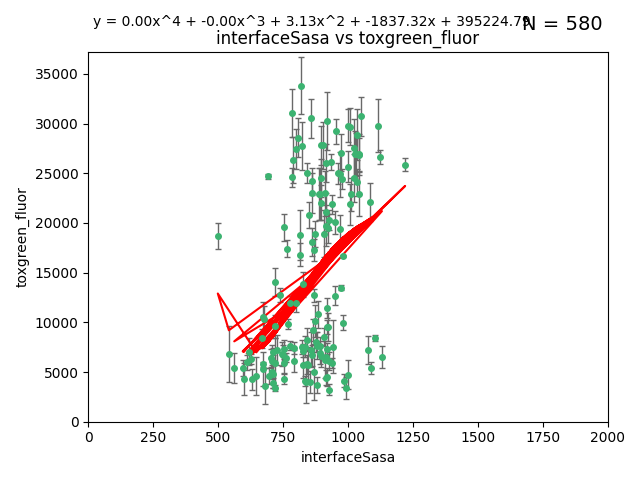 y = 0.00x^4 + -0.00x^3 + 3.13x^2 + -1837.32x + 395224.79, N = 580
interfaceSasa vs toxgreen_fluor
35000
30000
25000
20000
15000
10000
5000
0
toxgreen_fluor
0 250 500 750 1000 1250 1500 1750 2000
interfaceSasa